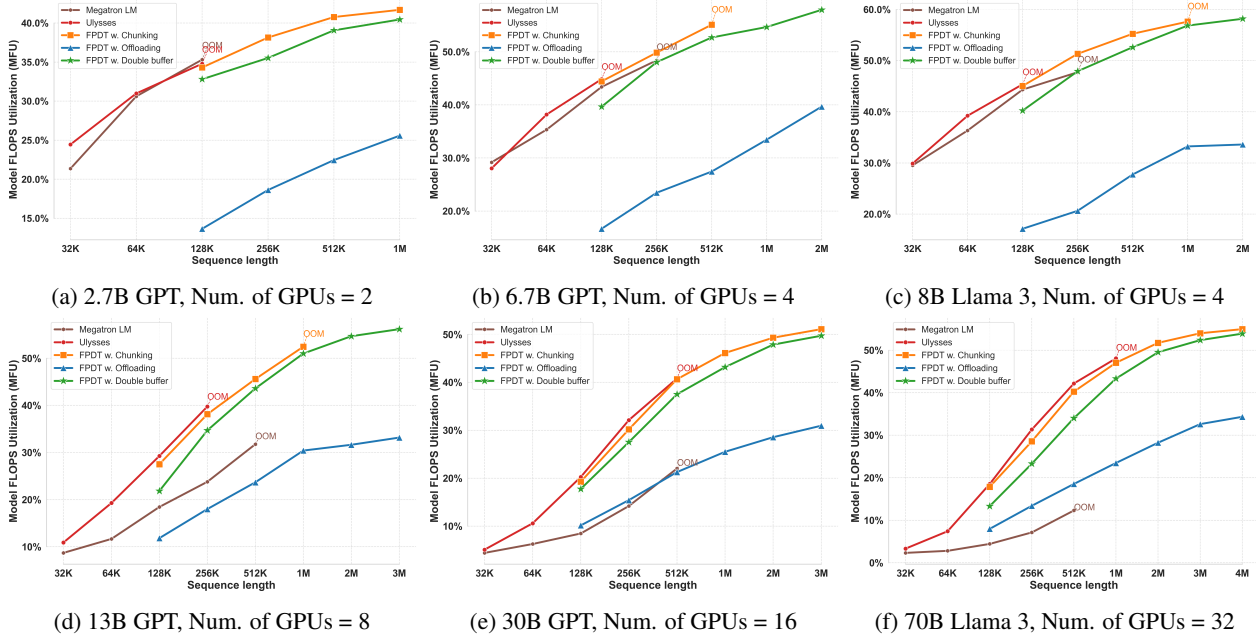 Model FLOPS Utilization (MFU)
40.0%
35.0%
30.0%
25.0%
20.0%
15.0%
Megatron LM
Ulysses
FPDT w. Chunking
FPDT w. Offloading
FPDT w. Double buffer
OOM
OOM
32K 64K 128K 256K 512K 1M
Sequence length
(a) 2.7B GPT, Num. of GPUs = 2
Model FLOPS Utilization (MFU)
50.0%
40.0%
30.0%
20.0%
Megatron LM
Ulysses
FPDT w. Chunking
FPDT w. Offloading
FPDT w. Double buffer
OOM
OOM
OOM
32K 64K 128K 256K 512K 1M 2M
Sequence length
(b) 6.7B GPT, Num. of GPUs = 4
Model FLOPS Utilization (MFU)
60.0%
50.0%
40.0%
30.0%
20.0%
Megatron LM
Ulysses
FPDT w. Chunking
FPDT w. Offloading
FPDT w. Double buffer
OOM
OOM
OOM
32K 64K 128K 256K 512K 1M 2M
Sequence length
(c) 8B Llama 3, Num. of GPUs = 4
Model FLOPS Utilization (MFU)
50%
40%
30%
20%
10%
Megatron LM
Ulysses
FPDT w. Chunking
FPDT w. Offloading
FPDT w. Double buffer
OOM
OOM
OOM
32K 64K 128K 256K 512K 1M 2M 3M
Sequence length
(d) 13B GPT, Num. of GPUs = 8
Model FLOPS Utilization (MFU)
50%
40%
30%
20%
10%
Megatron LM
Ulysses
FPDT w. Chunking
FPDT w. Offloading
FPDT w. Double buffer
OOM
OOM
32K 64K 128K 256K 512K 1M 2M 3M
Sequence length
(e) 30B GPT, Num. of GPUs = 16
Model FLOPS Utilization (MFU)
50%
40%
30%
20%
10%
0%
Megatron LM
Ulysses
FPDT w. Chunking
FPDT w. Offloading
FPDT w. Double buffer
OOM
OOM
32K 64K 128K 256K 512K 1M 2M 3M 4M
Sequence length
(f) 70B Llama 3, Num. of GPUs = 32